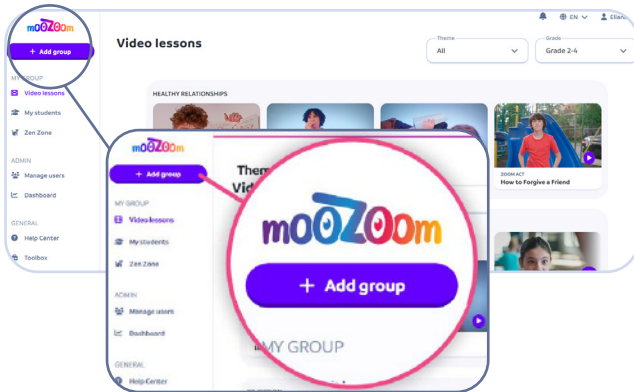 mooZoom
+ Add group
MY GROUP
Video lessons
My students
Zen Zone
ADMIN
Manage users
Dashboard
GENERAL
Help Center
Toolbox
EN
Video lessons
Theme
All
Grade
Grade 2-4
HEALTHY RELATIONSHIPS
ZOOM ACT
How to Forgive a Friend
mooZoom
+ Add group
MY GROUP
Video lessons
My students
Zen Zone
ADMIN
Manage users
Dashboard
GENERAL
Help Center
mooZoom
+ Add group
MY GROUP